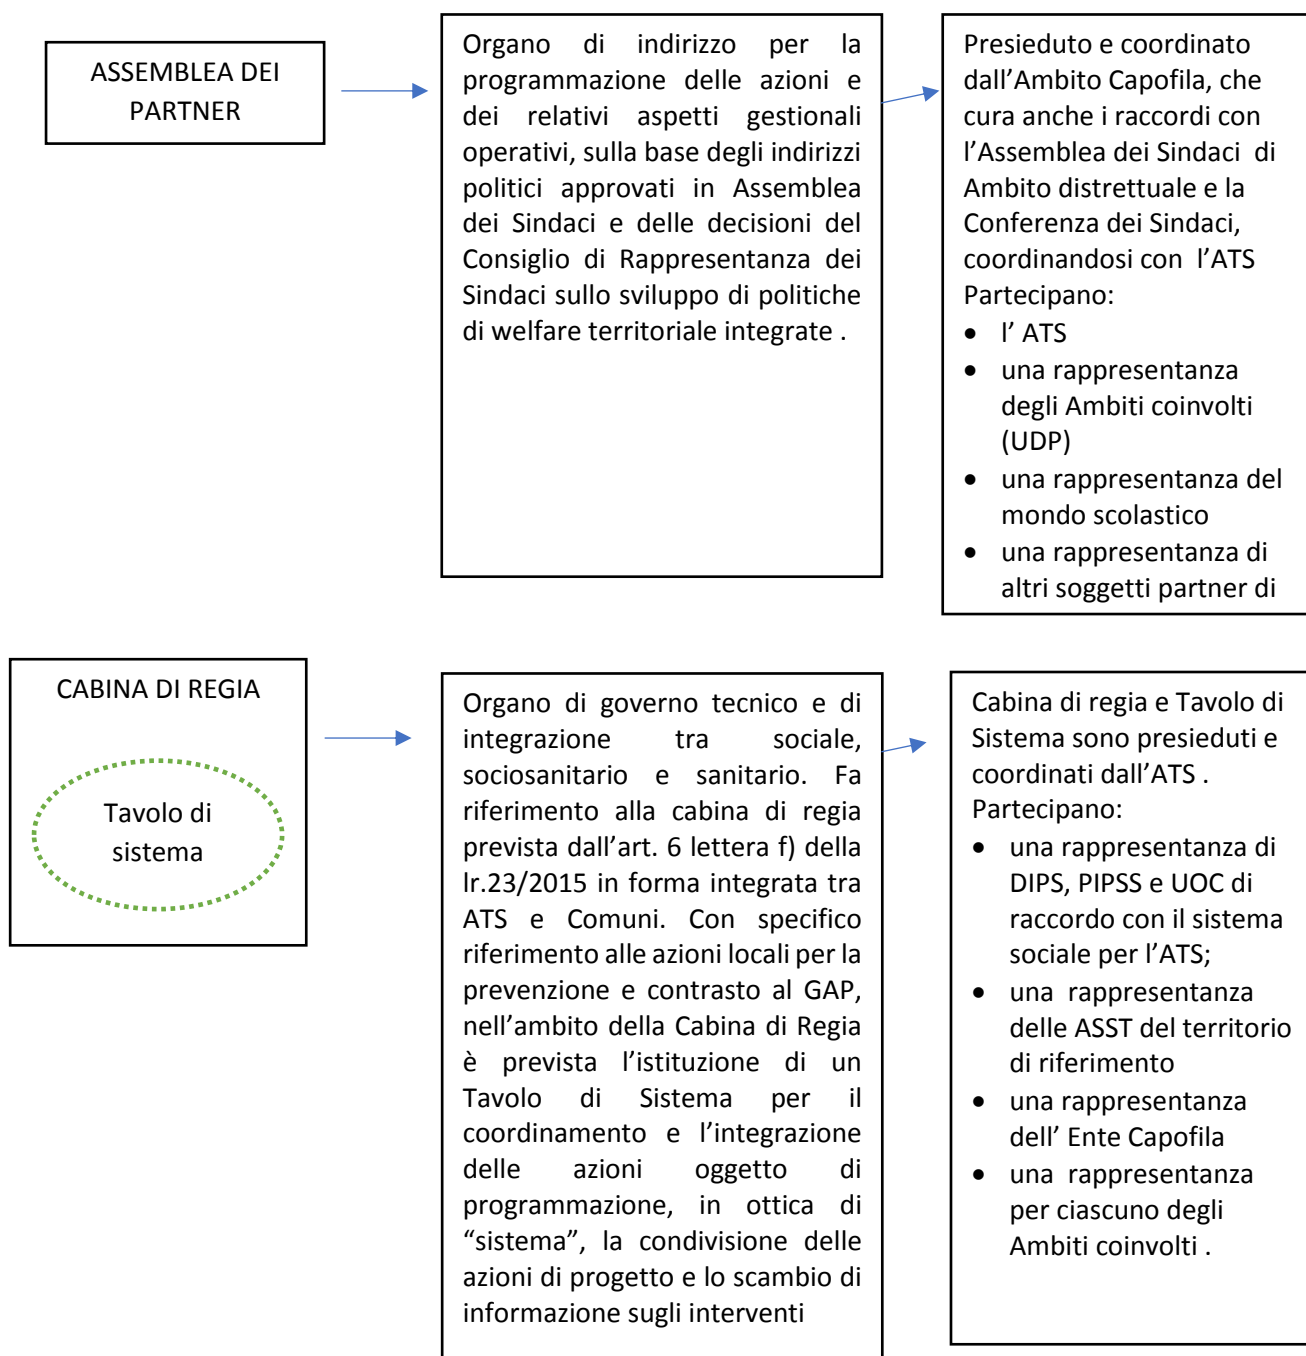 ASSEMBLEA DEI
PARTNER
Organo di indirizzo per la
programmazione delle azioni e
dei relativi aspetti gestionali
operativi, sulla base degli indirizzi
politici approvati in Assemblea
dei Sindaci e delle decisioni del
Consiglio di Rappresentanza dei
Sindaci sullo sviluppo di politiche
di welfare territoriale integrate .
Presieduto e coordinato
dall’Ambito Capofila, che
cura anche i raccordi con
l’Assemblea dei Sindaci di
Ambito distrettuale e la
Conferenza dei Sindaci,
coordinandosi con l’ATS
Partecipano:
• l’ ATS
• una rappresentanza
degli Ambiti coinvolti
(UDP)
• una rappresentanza del
mondo scolastico
• una rappresentanza di
altri soggetti partner di
CABINA DI REGIA
Tavolo di
sistema
Organo di governo tecnico e di
integrazione tra sociale,
sociosanitario e sanitario. Fa
riferimento alla cabina di regia
prevista dall’art. 6 lettera f) della
lr.23/2015 in forma integrata tra
ATS e Comuni. Con specifico
riferimento alle azioni locali per la
prevenzione e contrasto al GAP,
nell’ambito della Cabina di Regia
è prevista l’istituzione di un
Tavolo di Sistema per il
coordinamento e l’integrazione
delle azioni oggetto di
programmazione, in ottica di
“sistema”, la condivisione delle
azioni di progetto e lo scambio di
informazione sugli interventi
Cabina di regia e Tavolo di
Sistema sono presieduti e
coordinati dall’ATS .
Partecipano:
• una rappresentanza di
DIPS, PIPSS e UOC di
raccordo con il sistema
sociale per l’ATS;
• una rappresentanza
delle ASST del territorio
di riferimento
• una rappresentanza
dell’ Ente Capofila
• una rappresentanza
per ciascuno degli
Ambiti coinvolti .